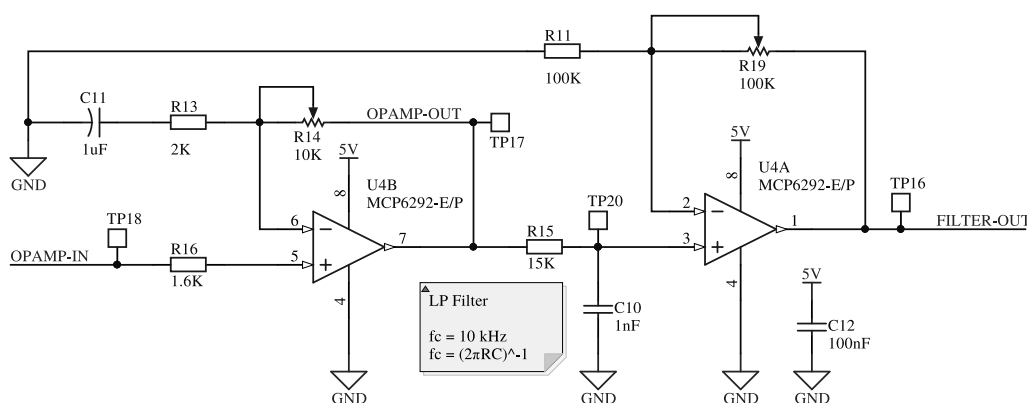 R11
100K
R19
100K
C11
1uF
R13
2K
R14
10K
OPAMP-OUT
TP17
GND
5V
8
U4B
MCP6292-E/P
6
7
5
4
TP18
OPAMP-IN
R16
1.6K
R15
15K
TP20
LP Filter
fc = 10 kHz
fc = (2πRC)^-1
C10
1nF
GND
GND
5V
8
U4A
MCP6292-E/P
2
1
3
4
TP16
FILTER-OUT
5V
C12
100nF
GND
GND